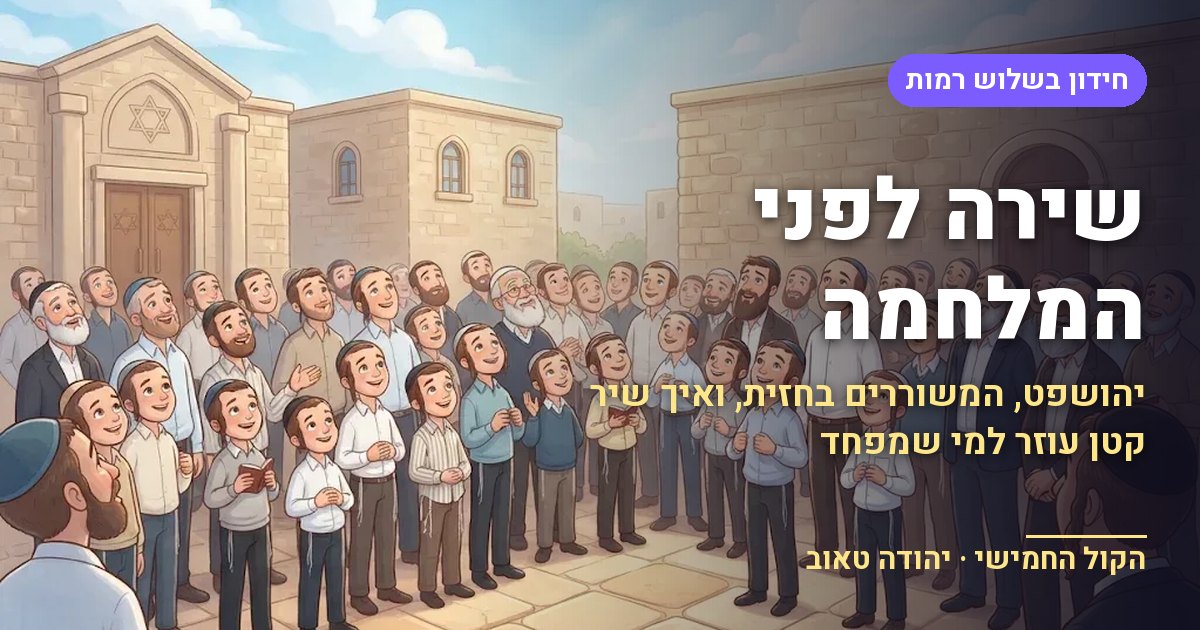 חידון בשלוש רמות
שירה לפני
המלחמה
יהושפט, המשוררים בחזית, ואיך שיר
קטן עוזר למי שמפחד
הקול החמישי · יהודה טאוב